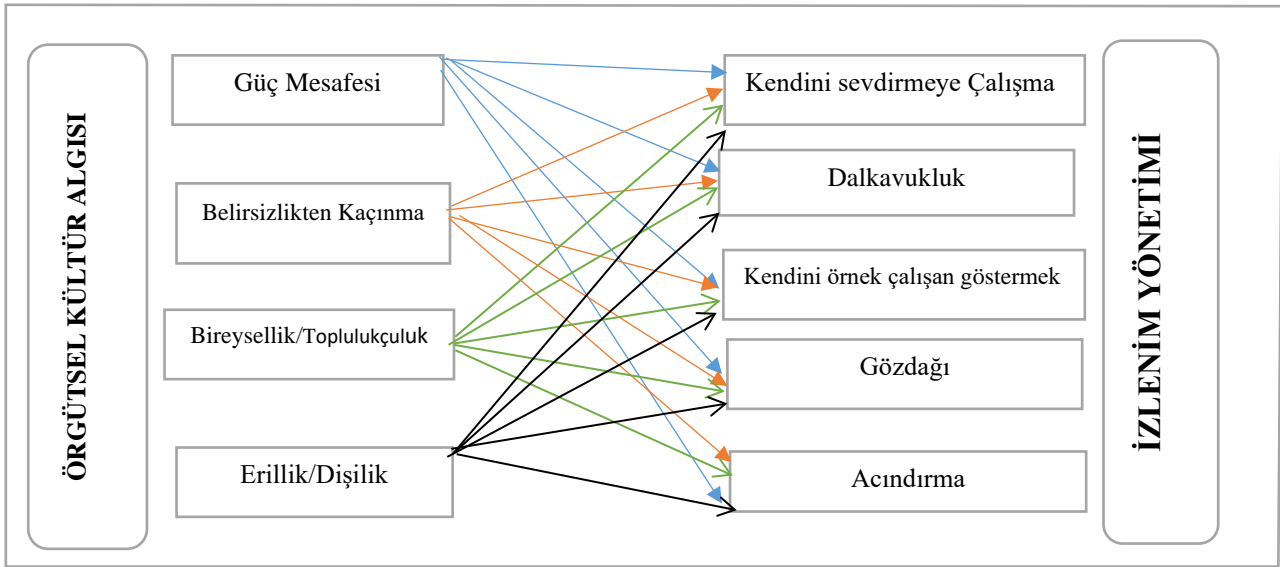 ÖRGÜTSEL KÜLTÜR ALGISI
Güç Mesafesi
Belirsizlikten Kaçınma
Bireysellik/Toplulukçuluk
Erillik/Dişilik
Kendini sevdirmeye Çalışma
Dalkavukluk
Kendini örnek çalışan göstermek
Gözdağı
Acındırma
İZLENİM YÖNETİMİ